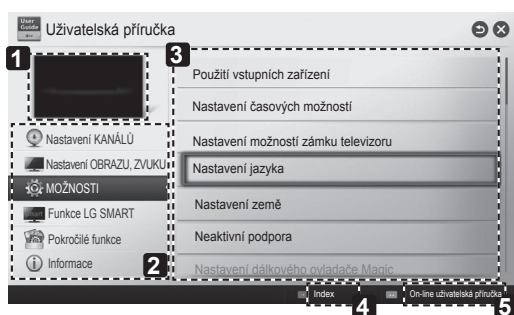 User
Guide
Uživatelská příručka
1
3
Nastavení KANÁLŮ
Nastavení OBRAZU, ZVUKU
MOŽNOSTI
Funkce LG SMART
Pokročilé funkce
Informace
2
Použití vstupních zařízení
Nastavení časových možností
Nastavení možností zámku televizoru
Nastavení jazyka
Nastavení země
Neaktivní podpora
Nastavení dálkového ovladače Magic
Index
On-line uživatelská příručka
4
5